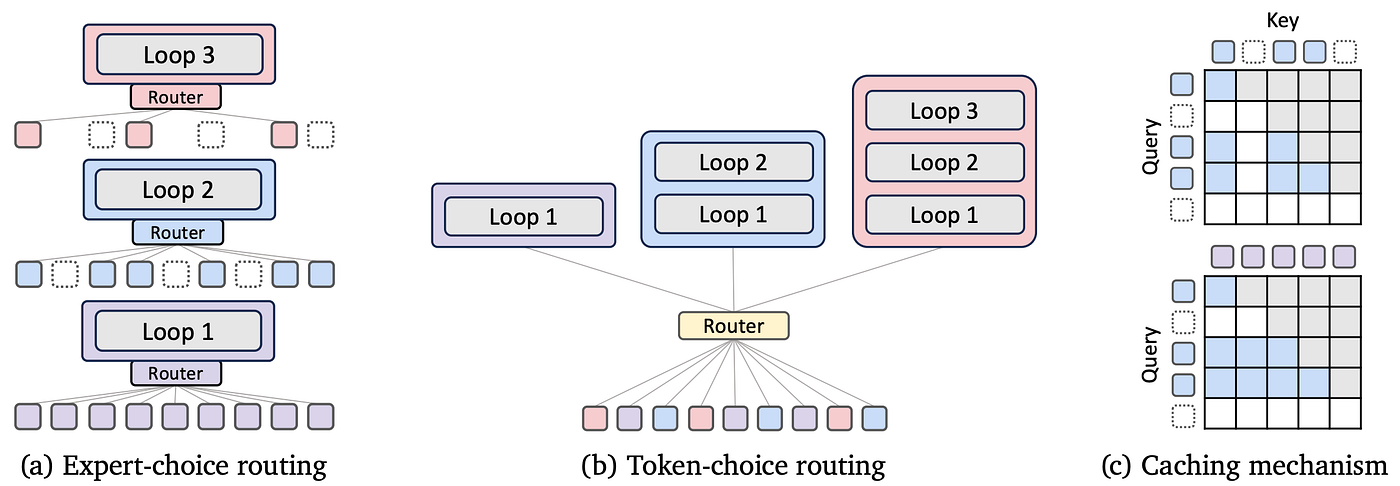 Loop 3
Router
Loop 2
Router
Loop 1
Router
(a) Expert-choice routing
Loop 1
Loop 2
Loop 1
Loop 3
Loop 2
Loop 1
Router
(b) Token-choice routing
Key
Query
Query
(c) Caching mechanism